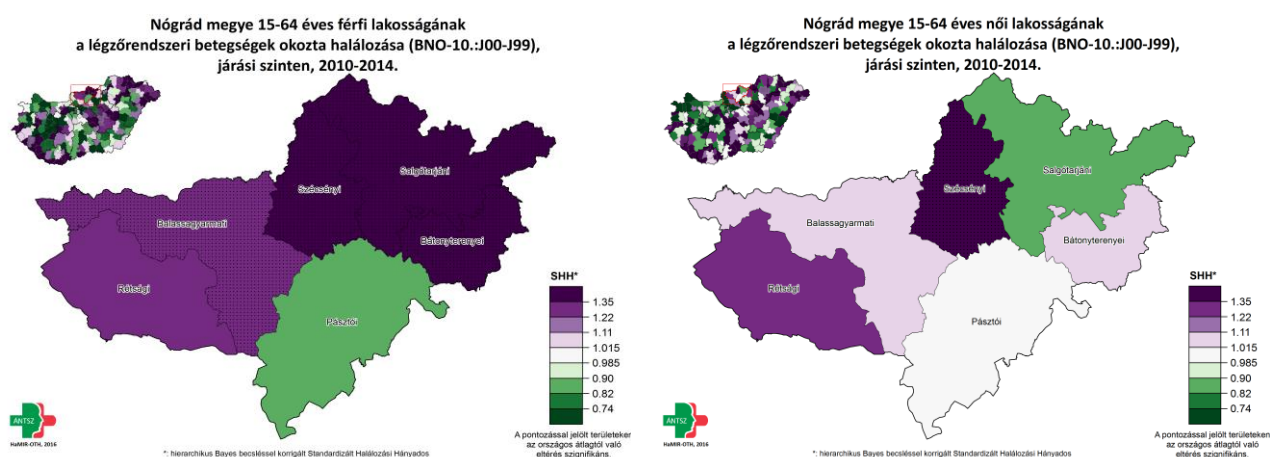 Nógrád megye 15-64 éves férfi lakosságának
a légzőrendszeri betegségek okozta halálozása (BNO-10.:J00-J99),
járási szinten, 2010-2014.
Salgótarjáni
Szécsényi
Balassagyarmati
Bátonyterenyei
Rétsági
Pásztói
SHH*
1.35
1.22
1.11
1.015
0.985
0.90
0.82
0.74
ANTSZ
HaMIR-OTH, 2016
A pontozással jelölt területeken
az országos átlagtól való
eltérés szignifikáns.
*: hierarchikus Bayes becsléssel korrigált Standardizált Halálozási Hányados
Nógrád megye 15-64 éves női lakosságának
a légzőrendszeri betegségek okozta halálozása (BNO-10.:J00-J99),
járási szinten, 2010-2014.
Salgótarjáni
Szécsényi
Balassagyarmati
Bátonyterenyei
Rétsági
Pásztói
SHH*
1.35
1.22
1.11
1.015
0.985
0.90
0.82
0.74
ANTSZ
HaMIR-OTH, 2016
A pontozással jelölt területeken
az országos átlagtól való
eltérés szignifikáns.
*: hierarchikus Bayes becsléssel korrigált Standardizált Halálozási Hányados